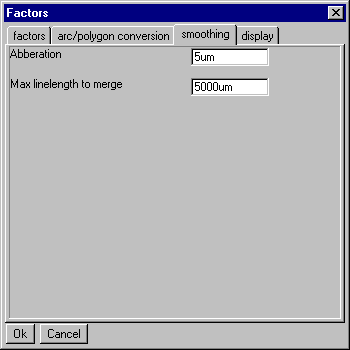 Factors
factors arc/polygon conversion smoothing display
Abberation 5um
Max linelength to merge 5000um
Ok Cancel